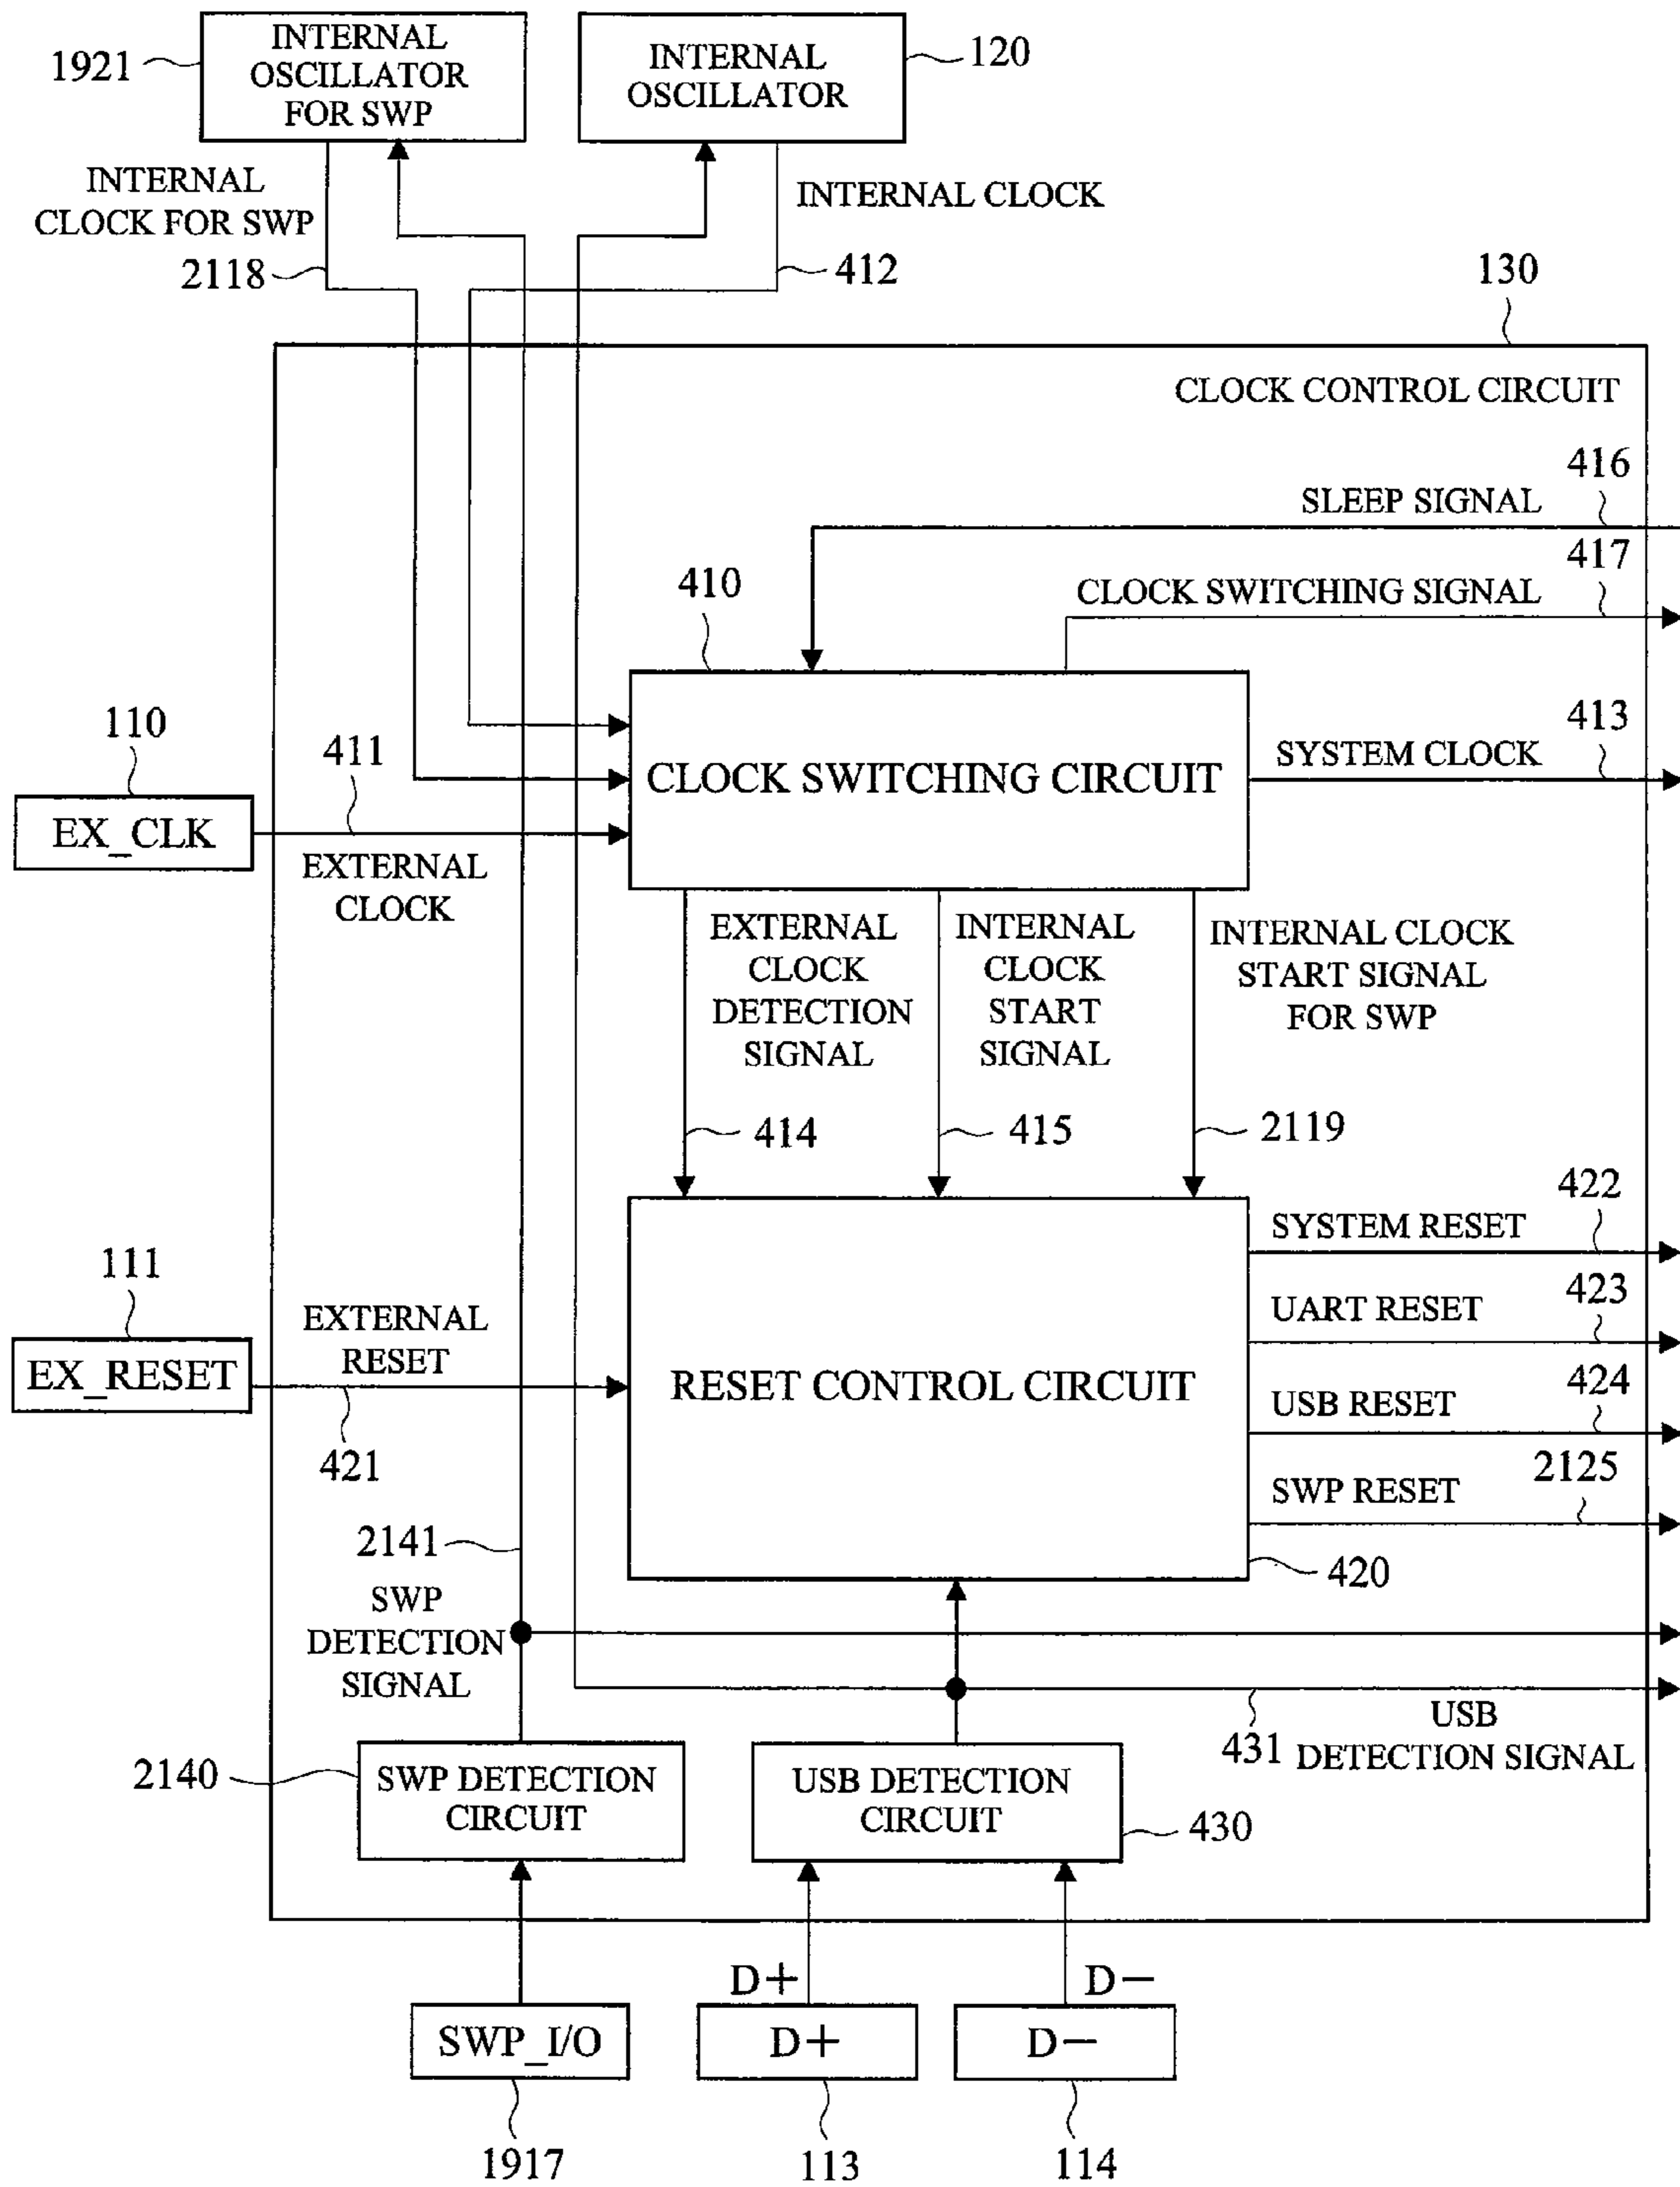 1921
INTERNAL
OSCILLATOR
FOR SWP
INTERNAL
OSCILLATOR
120
INTERNAL
CLOCK FOR SWP
2118
INTERNAL CLOCK
412
130
CLOCK CONTROL CIRCUIT
416
SLEEP SIGNAL
417
CLOCK SWITCHING SIGNAL
410
413
SYSTEM CLOCK
CLOCK SWITCHING CIRCUIT
110
EX_CLK
411
EXTERNAL
CLOCK
EXTERNAL
CLOCK
DETECTION
SIGNAL
INTERNAL
CLOCK
START
SIGNAL
INTERNAL CLOCK
START SIGNAL
FOR SWP
414
415
2119
422
SYSTEM RESET
423
UART RESET
424
USB RESET
2125
SWP RESET
RESET CONTROL CIRCUIT
420
111
EX_RESET
EXTERNAL
RESET
421
2141
SWP
DETECTION
SIGNAL
431
USB
DETECTION SIGNAL
2140
SWP DETECTION
CIRCUIT
USB DETECTION
CIRCUIT
430
D+
D−
SWP_I/O
D+
D−
1917
113
114